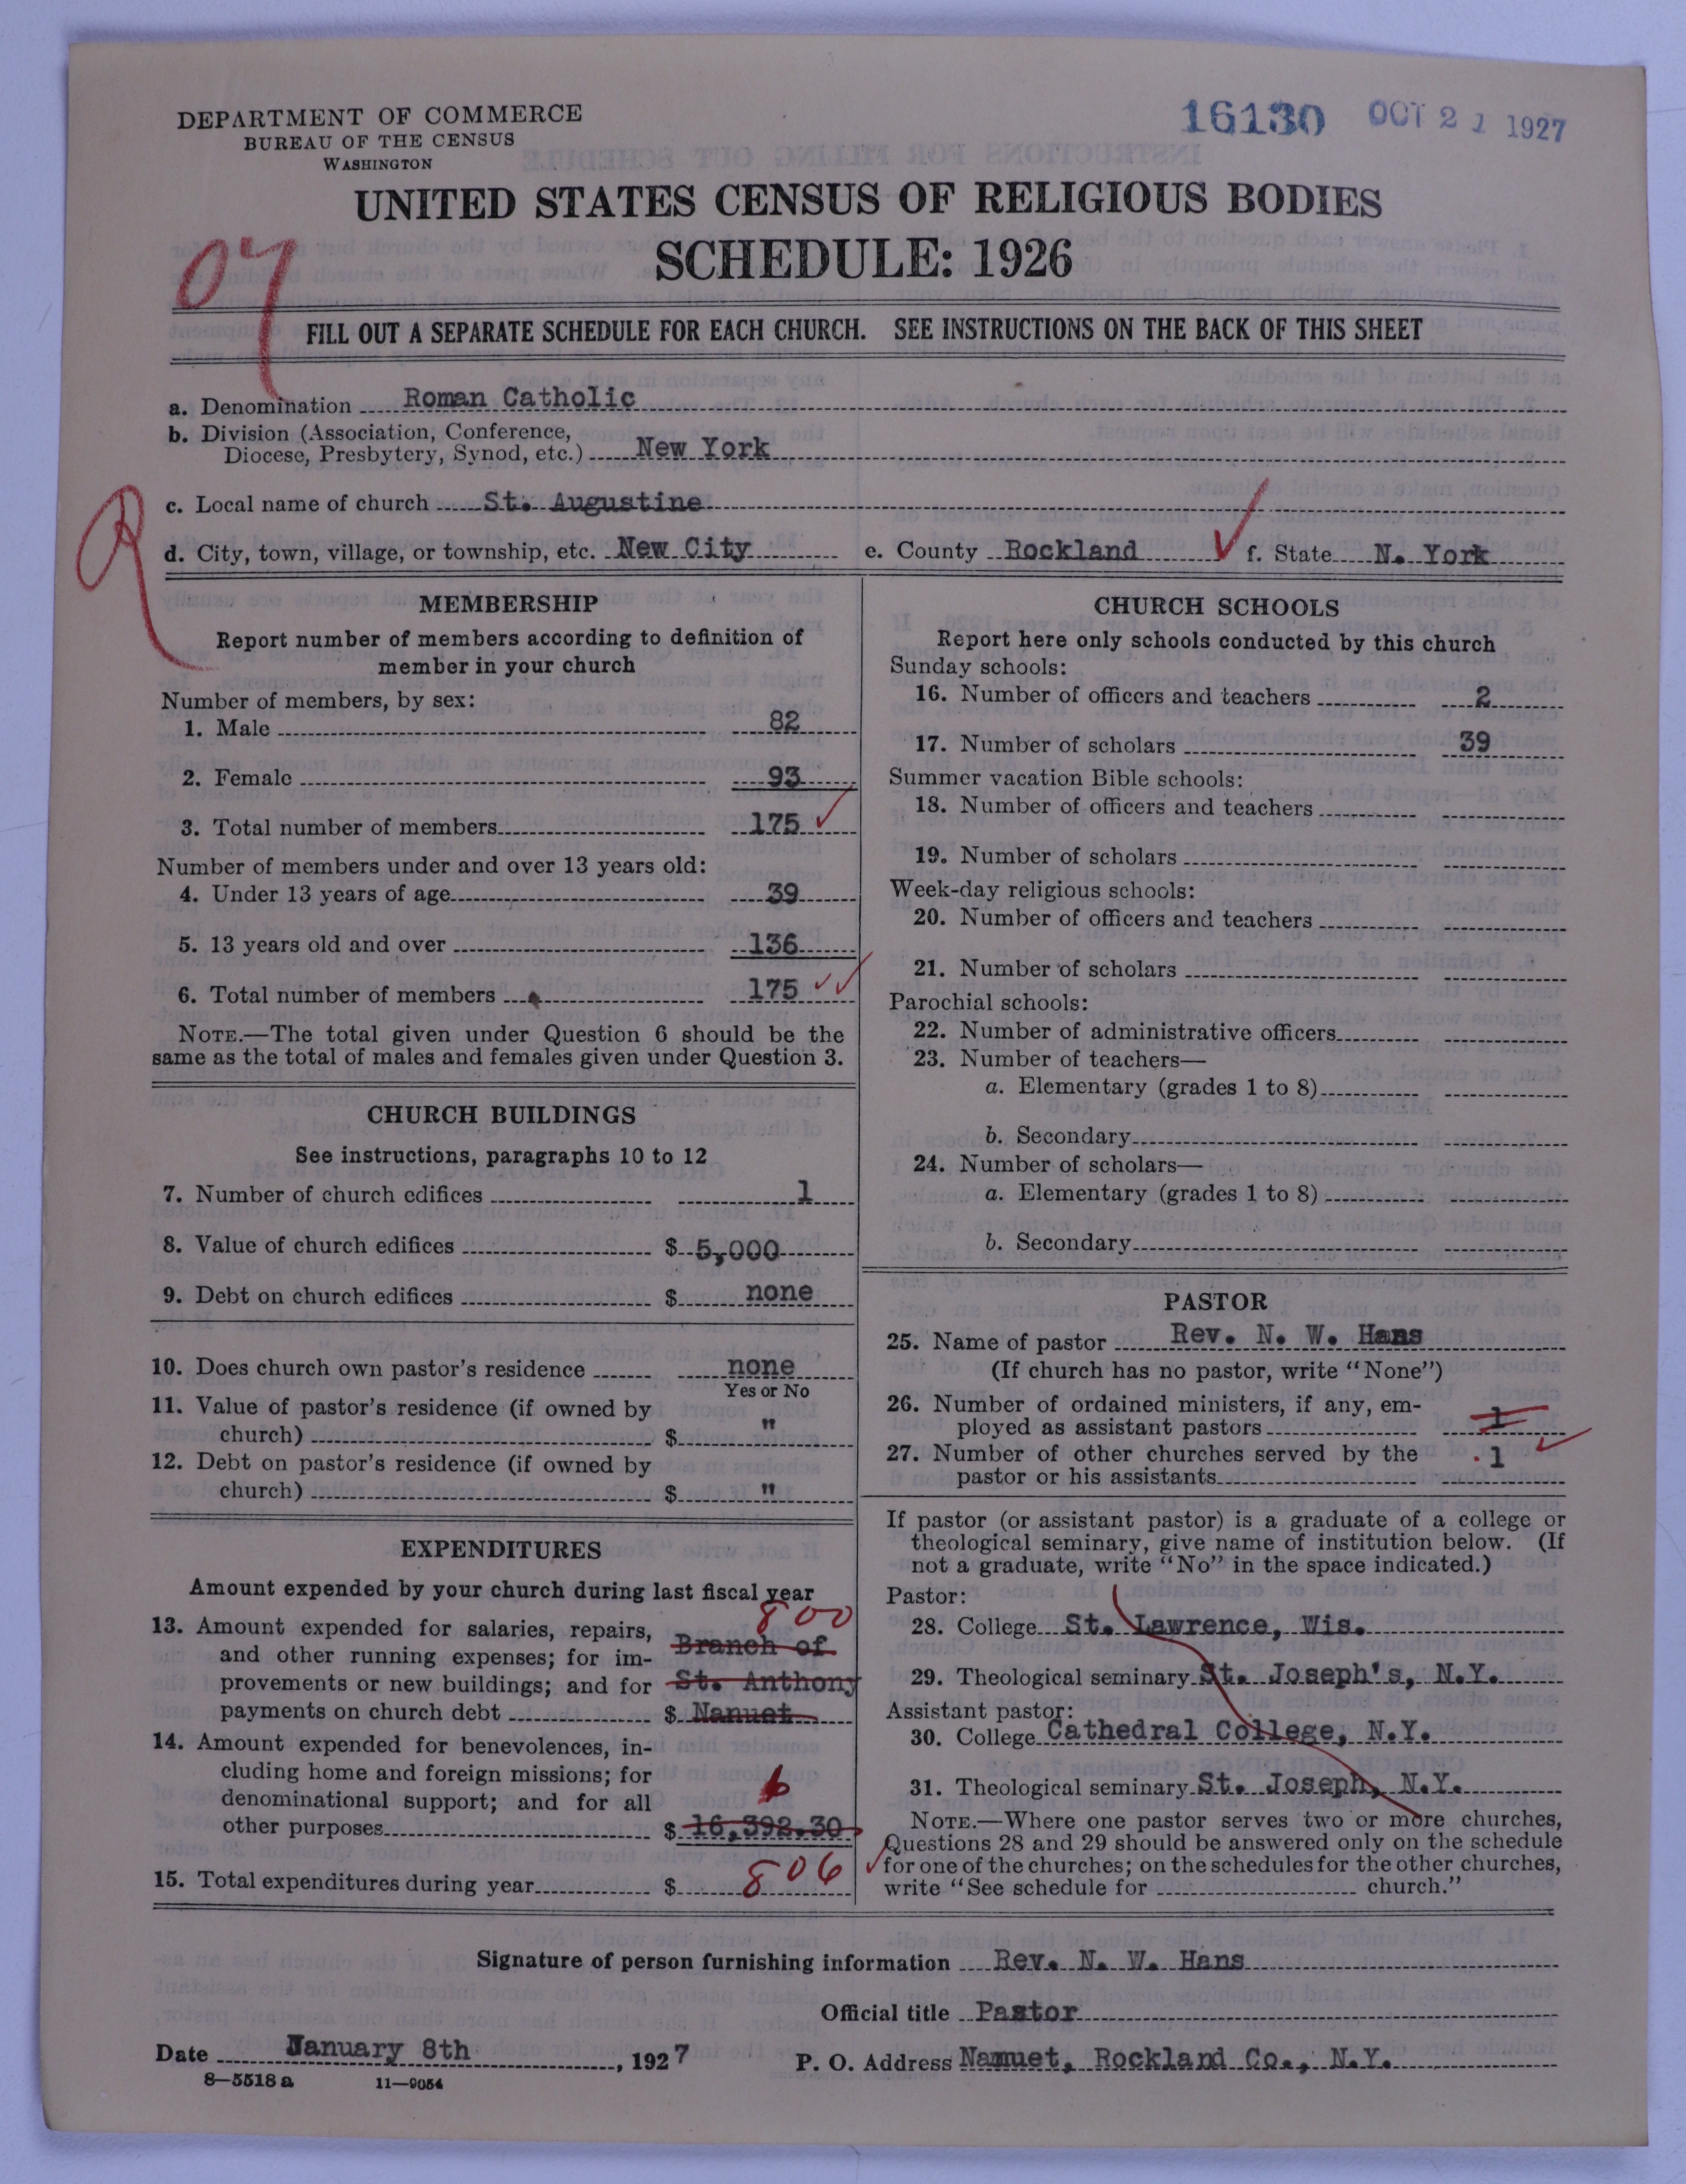 DEPARTMENT OF COMMERCE
BUREAU OF THE CENSUS
WASHINGTON
16130 OCT 21 1927
UNITED STATES CENSUS OF RELIGIOUS BODIES
SCHEDULE: 1926
07
FILL OUT A SEPARATE SCHEDULE FOR EACH CHURCH. SEE INSTRUCTIONS ON THE BACK OF THIS SHEET
a. Denomination Roman Catholic
b. Division (Association, Conference,
Diocese, Presbytery, Synod, etc.) New York
R
c. Local name of church St. Augustine
d. City, town, village, or township, etc. New City e. County Rockland f. State N. York
MEMBERSHIP
Report number of members according to definition of
member in your church
Number of members, by sex:
1. Male 82
2. Female 93
3. Total number of members 175
Number of members under and over 13 years old:
4. Under 13 years of age 39
5. 13 years old and over 136
6. Total number of members 175
NOTE.—The total given under Question 6 should be the
same as the total of males and females given under Question 3.
CHURCH BUILDINGS
See instructions, paragraphs 10 to 12
7. Number of church edifices 1
8. Value of church edifices $ 5,000
9. Debt on church edifices $ none
10. Does church own pastor's residence none
Yes or No
11. Value of pastor's residence (if owned by
church) $ "
12. Debt on pastor's residence (if owned by
church) $ "
EXPENDITURES
Amount expended by your church during last fiscal year
800
13. Amount expended for salaries, repairs, Branch of
and other running expenses; for im-
provements or new buildings; and for St. Anthony
payments on church debt $ Nanuet
14. Amount expended for benevolences, in-
cluding home and foreign missions; for
denominational support; and for all 6
other purposes $ 16,392.30
15. Total expenditures during year $ 806
CHURCH SCHOOLS
Report here only schools conducted by this church
Sunday schools:
16. Number of officers and teachers 2
17. Number of scholars 39
Summer vacation Bible schools:
18. Number of officers and teachers
19. Number of scholars
Week-day religious schools:
20. Number of officers and teachers
21. Number of scholars
Parochial schools:
22. Number of administrative officers
23. Number of teachers—
a. Elementary (grades 1 to 8)
b. Secondary
24. Number of scholars—
a. Elementary (grades 1 to 8)
b. Secondary
PASTOR
25. Name of pastor Rev. N. W. Hans
(If church has no pastor, write "None")
26. Number of ordained ministers, if any, em-
ployed as assistant pastors 1
27. Number of other churches served by the
pastor or his assistants 1
If pastor (or assistant pastor) is a graduate of a college or
theological seminary, give name of institution below. (If
not a graduate, write "No" in the space indicated.)
Pastor:
28. College St. Lawrence, Wis.
29. Theological seminary St. Joseph's, N.Y.
Assistant pastor:
30. College Cathedral College, N.Y.
31. Theological seminary St. Joseph, N.Y.
NOTE.—Where one pastor serves two or more churches,
Questions 28 and 29 should be answered only on the schedule
for one of the churches; on the schedules for the other churches,
write "See schedule for church."
Signature of person furnishing information Rev. N. W. Hans
Official title Pastor
Date January 8th, 1927 P. O. Address Namuet, Rockland Co., N.Y.
8—5518 a 11—9054